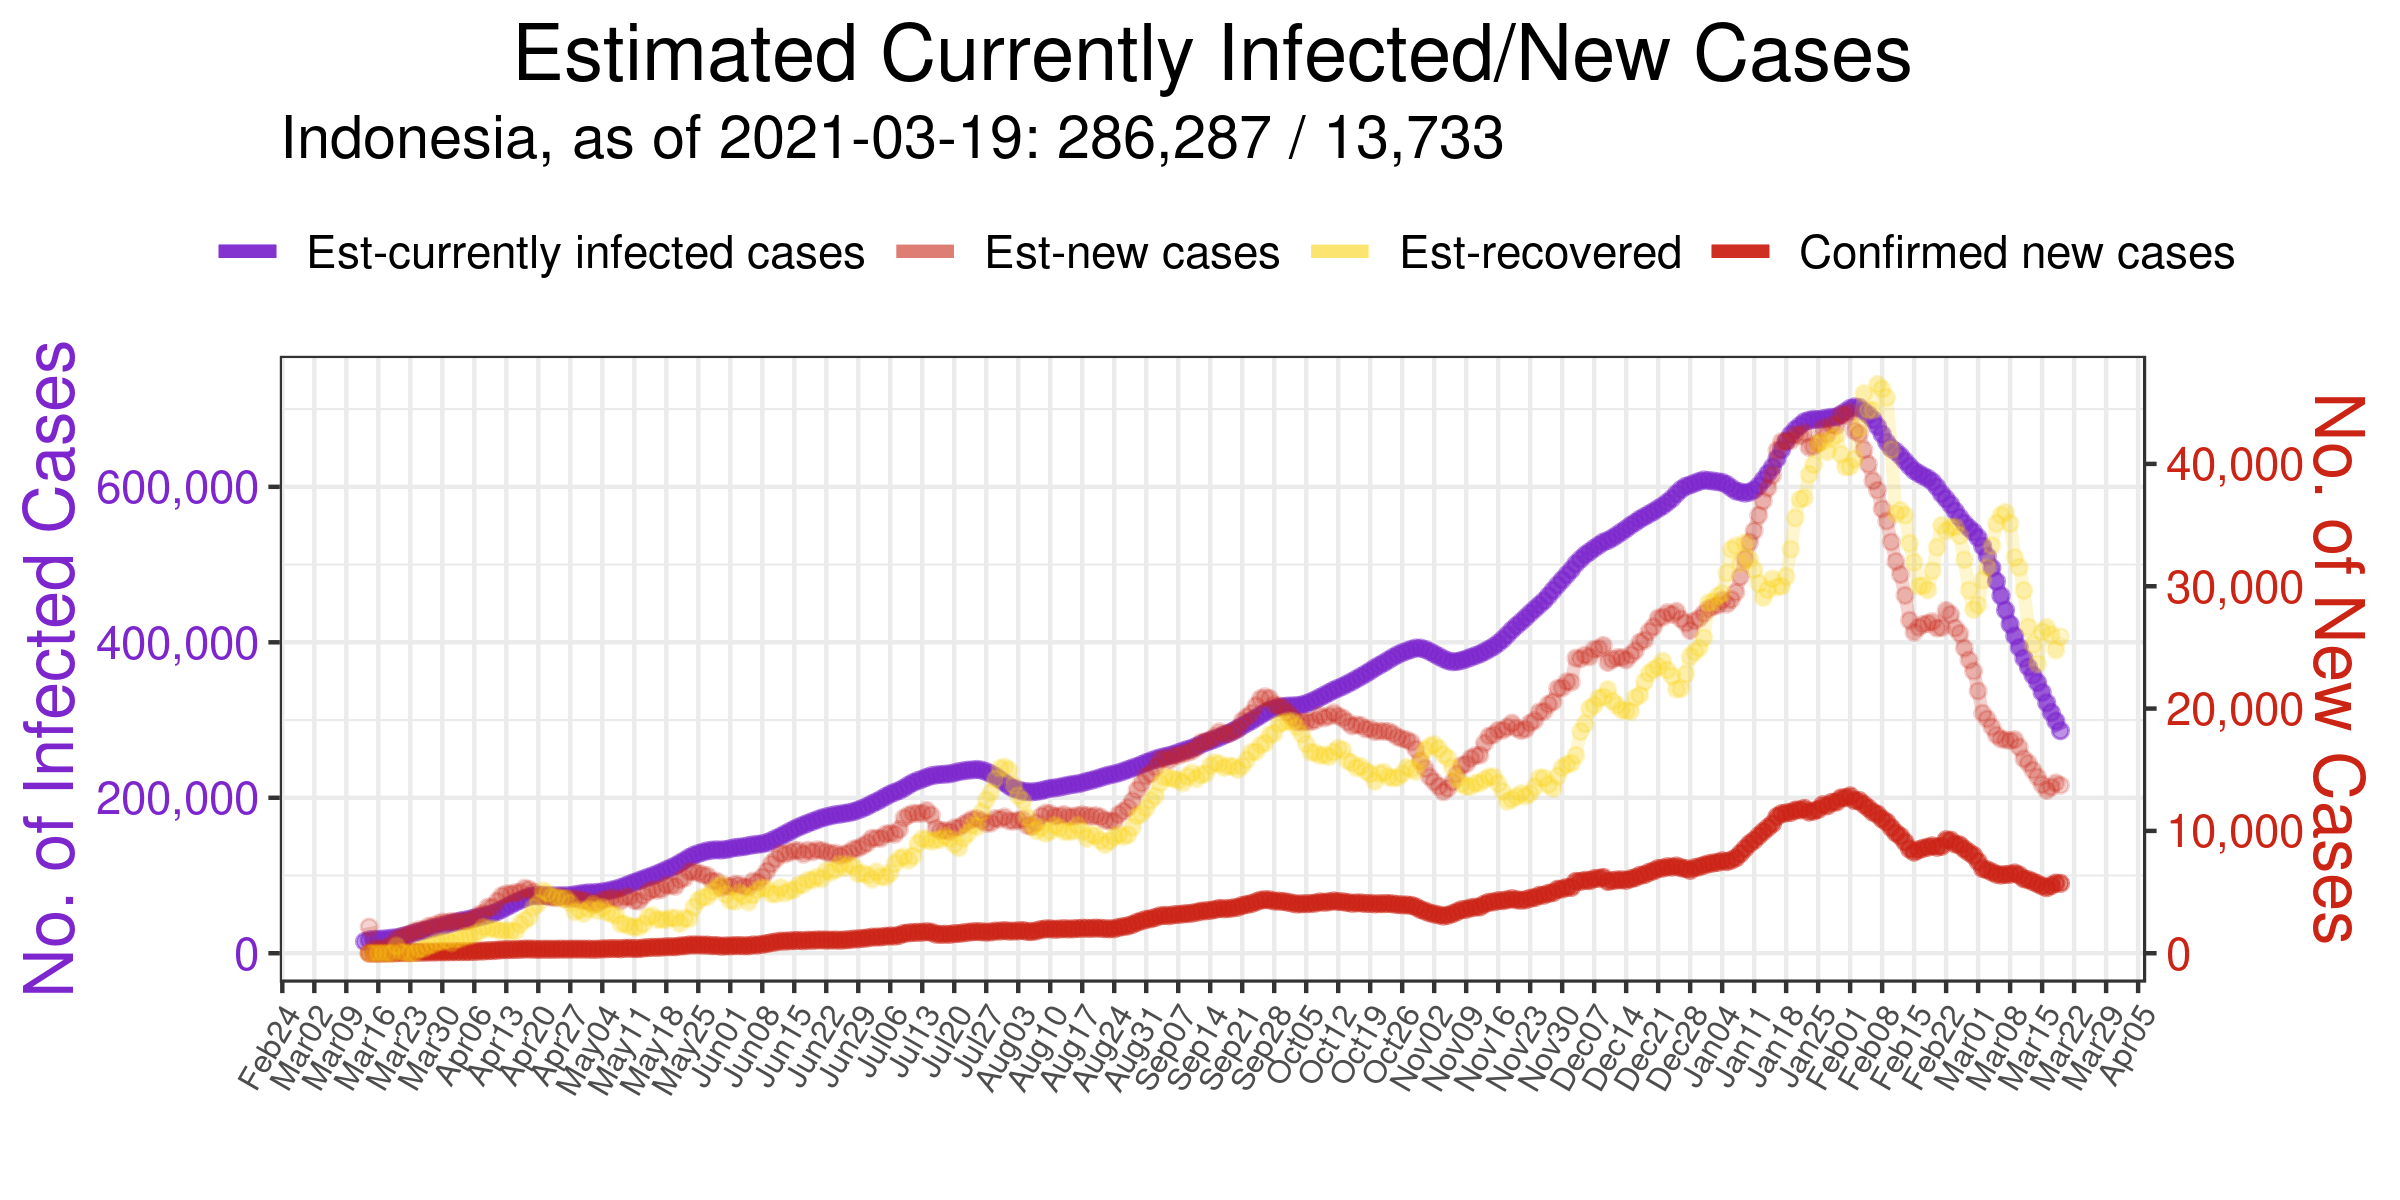 Estimated Currently Infected/New Cases
Indonesia, as of 2021-03-19: 286,287 / 13,733
Est-currently infected cases Est-new cases Est-recovered Confirmed new cases
No. of Infected Cases
600,000
400,000
200,000
0
40,000
30,000
20,000
10,000
0
No. of New Cases
Feb24 Mar02 Mar09 Mar16 Mar23 Mar30 Apr06 Apr13 Apr20 Apr27 May04 May11 May18 May25 Jun01 Jun08 Jun15 Jun22 Jun29 Jul06 Jul13 Jul20 Jul27 Aug03 Aug10 Aug17 Aug24 Aug31 Sep07 Sep14 Sep21 Sep28 Oct05 Oct12 Oct19 Oct26 Nov02 Nov09 Nov16 Nov23 Nov30 Dec07 Dec14 Dec21 Dec28 Jan04 Jan11 Jan18 Jan25 Feb01 Feb08 Feb15 Feb22 Mar01 Mar08 Mar15 Mar22 Mar29 Apr05